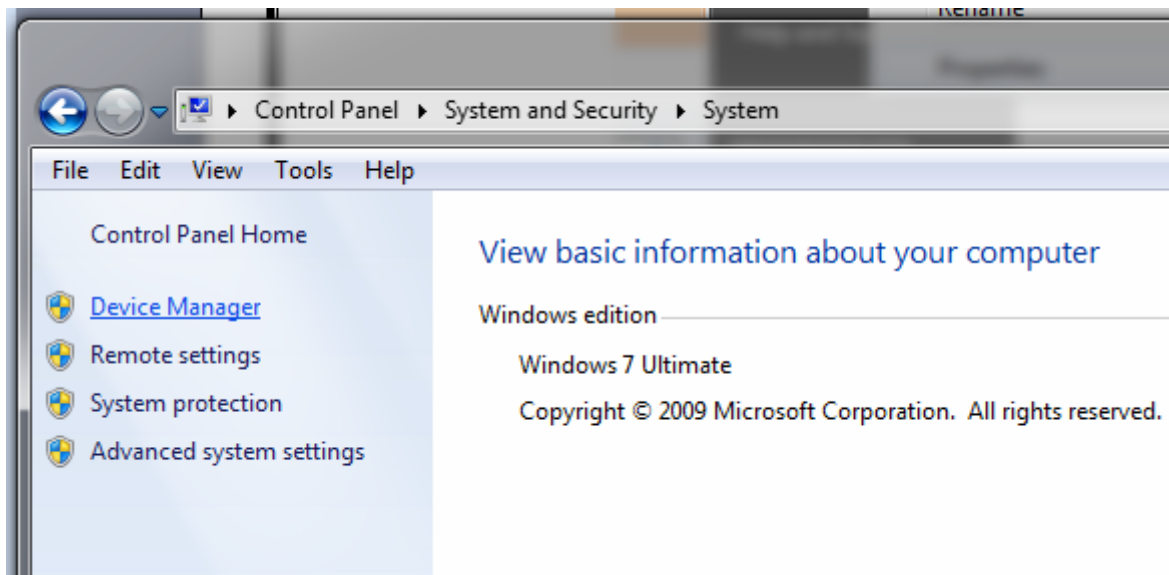 Rename
Properties
Control Panel System and Security System
File Edit View Tools Help
Control Panel Home
Device Manager
Remote settings
System protection
Advanced system settings
View basic information about your computer
Windows edition
Windows 7 Ultimate
Copyright © 2009 Microsoft Corporation. All rights reserved.